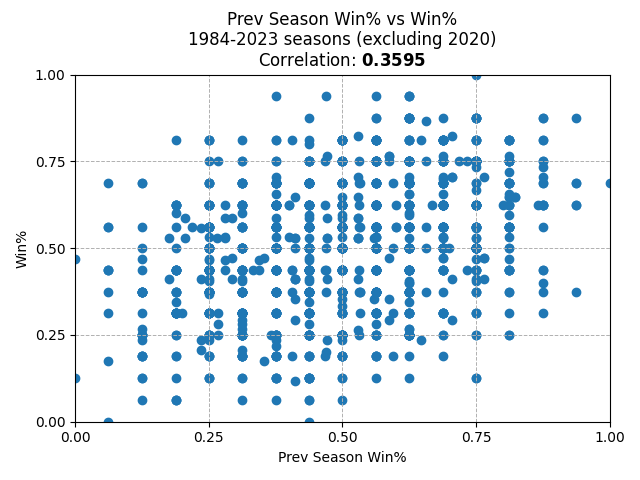 Prev Season Win% vs Win%
1984-2023 seasons (excluding 2020)
Correlation: 0.3595
1.00
0.75
0.50
0.25
0.00
Win%
0.00 0.25 0.50 0.75 1.00
Prev Season Win%